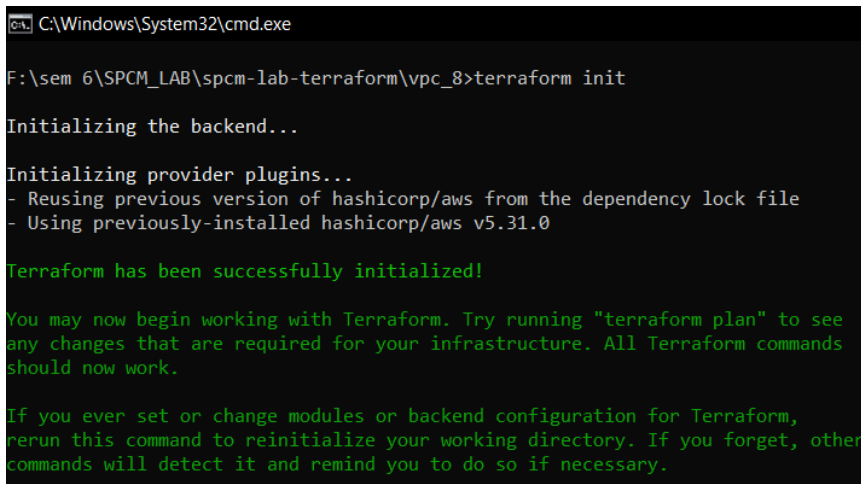 C:\Windows\System32\cmd.exe
F:\sem 6\SPCM_LAB\spcm-lab-terraform\vpc_8>terraform init
Initializing the backend...
Initializing provider plugins...
- Reusing previous version of hashicorp/aws from the dependency lock file
- Using previously-installed hashicorp/aws v5.31.0
Terraform has been successfully initialized!
You may now begin working with Terraform. Try running "terraform plan" to see
any changes that are required for your infrastructure. All Terraform commands
should now work.
If you ever set or change modules or backend configuration for Terraform,
rerun this command to reinitialize your working directory. If you forget, other
commands will detect it and remind you to do so if necessary.